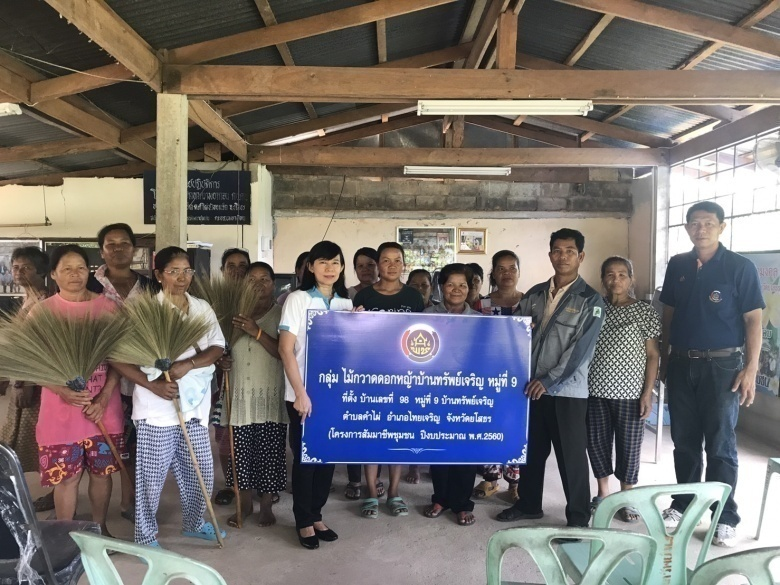 กลุ่ม ไม้กวาดดอกหญ้าบ้านทรัพย์เจริญ หมู่ที่ 9
ที่ตั้ง บ้านเลขที่ 98 หมู่ที่ 9 บ้านทรัพย์เจริญ
ตำบลคำไผ่ อำเภอไทยเจริญ จังหวัดยโสธร
(โครงการสัมมาชีพชุมชน ปีงบประมาณ พ.ศ.2560)